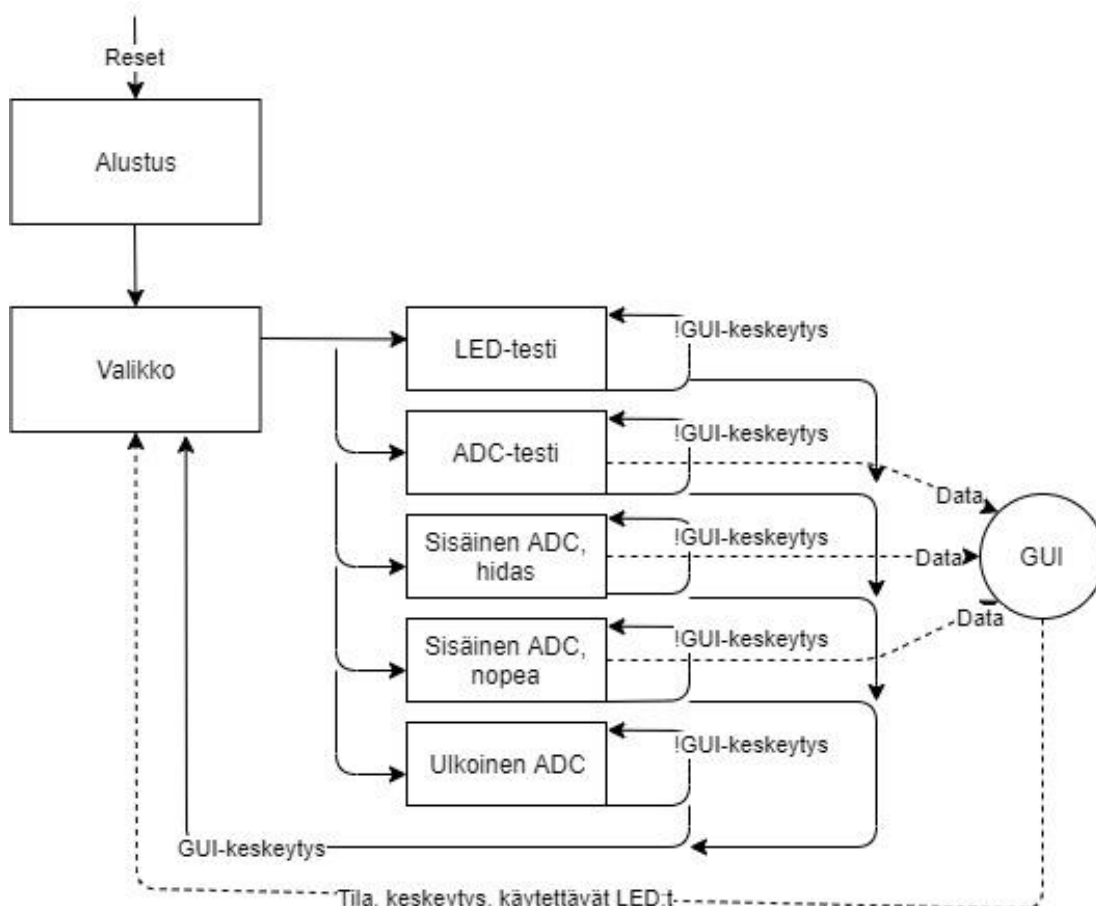 Reset
Alustus
Valikko
LED-testi
!GUI-keskeytys
ADC-testi
!GUI-keskeytys
Data
Sisäinen ADC,
hidas
!GUI-keskeytys
Data
GUI
Sisäinen ADC,
nopea
!GUI-keskeytys
Data
Ulkoinen ADC
!GUI-keskeytys
GUI-keskeytys
Tila, keskeytys, käytettävät LED:t